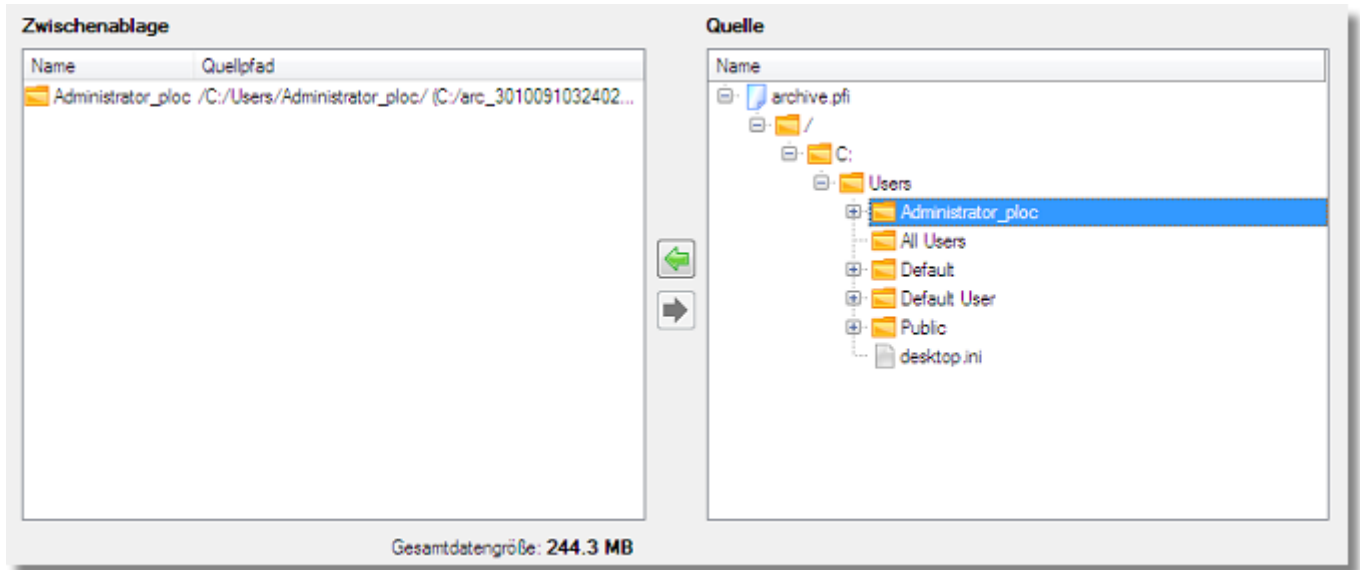 Zwischenablage
Name Quellpfad
Administrator_ploc /C:/Users/Administrator_ploc/ (C:/arc_3010091032402...
Gesamtdatengröße: 244.3 MB
Quelle
Name
archive.pfi
/
C:
Users
Administrator_ploc
All Users
Default
Default User
Public
desktop.ini